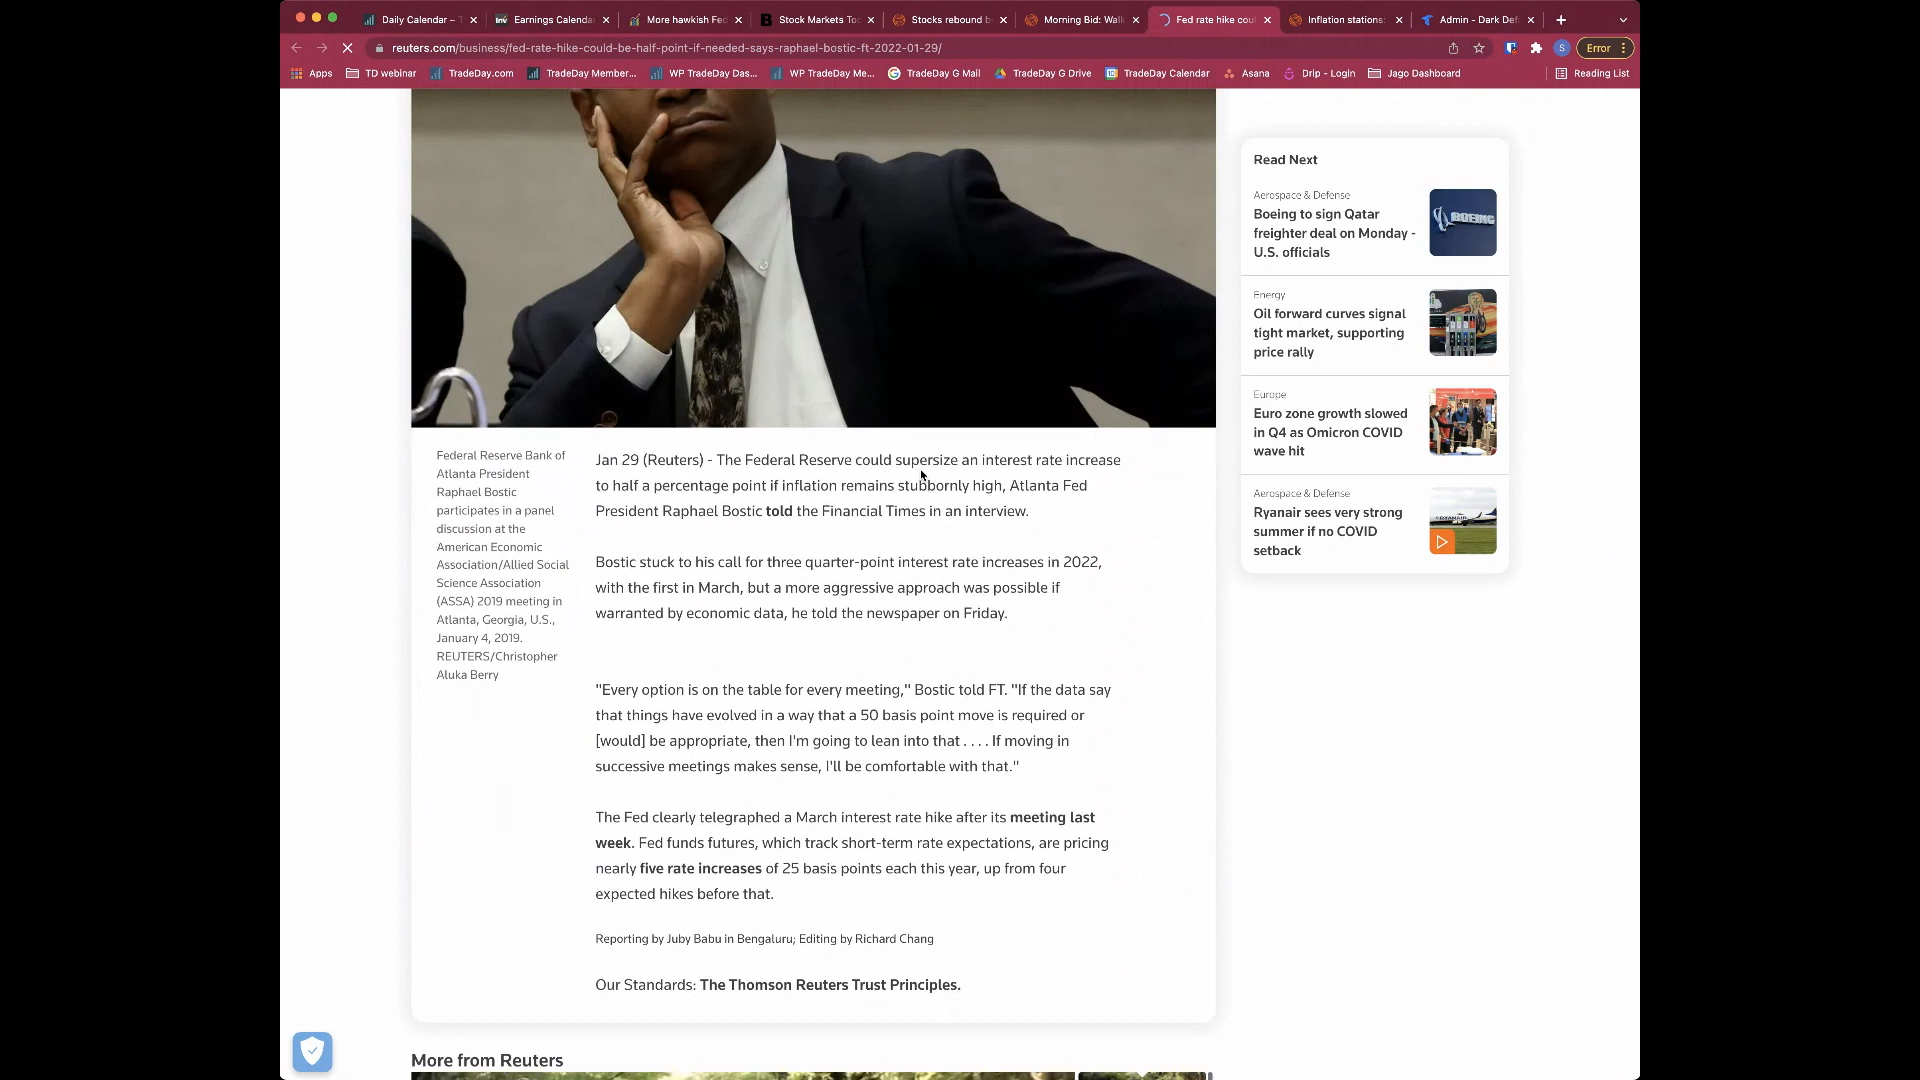 Daily Calendar –
Earnings Calenda
More hawkish Fed
Stock Markets To
Stocks rebound b
Morning Bid: Wal
Fed rate hike cou
Inflation stations:
Admin - Dark Def
reuters.com/business/fed-rate-hike-could-be-half-point-if-needed-says-raphael-bostic-ft-2022-01-29/
S
Error
Apps
TD webinar
TradeDay.com
TradeDay Member...
WP TradeDay Das...
WP TradeDay Me...
TradeDay G Mail
TradeDay G Drive
TradeDay Calendar
Asana
Drip - Login
Jago Dashboard
Reading List
Federal Reserve Bank of
Atlanta President
Raphael Bostic
participates in a panel
discussion at the
American Economic
Association/Allied Social
Science Association
(ASSA) 2019 meeting in
Atlanta, Georgia, U.S.,
January 4, 2019.
REUTERS/Christopher
Aluka Berry
Jan 29 (Reuters) - The Federal Reserve could supersize an interest rate increase
to half a percentage point if inflation remains stubbornly high, Atlanta Fed
President Raphael Bostic told the Financial Times in an interview.
Bostic stuck to his call for three quarter-point interest rate increases in 2022,
with the first in March, but a more aggressive approach was possible if
warranted by economic data, he told the newspaper on Friday.
"Every option is on the table for every meeting," Bostic told FT. "If the data say
that things have evolved in a way that a 50 basis point move is required or
[would] be appropriate, then I'm going to lean into that . . . . If moving in
successive meetings makes sense, I'll be comfortable with that."
The Fed clearly telegraphed a March interest rate hike after its meeting last
week. Fed funds futures, which track short-term rate expectations, are pricing
nearly five rate increases of 25 basis points each this year, up from four
expected hikes before that.
Reporting by Juby Babu in Bengaluru; Editing by Richard Chang
Our Standards: The Thomson Reuters Trust Principles.
More from Reuters
Read Next
Aerospace & Defense
Boeing to sign Qatar
freighter deal on Monday -
U.S. officials
BOEING
Energy
Oil forward curves signal
tight market, supporting
price rally
Europe
Euro zone growth slowed
in Q4 as Omicron COVID
wave hit
Aerospace & Defense
Ryanair sees very strong
summer if no COVID
setback
RYANAIR